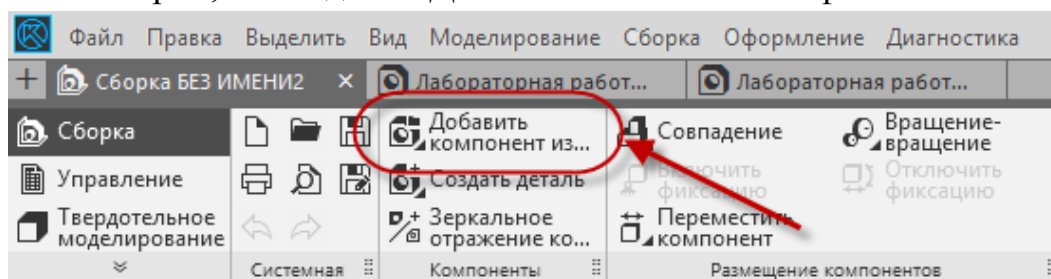 Файл Правка Выделить Вид Моделирование Сборка Оформление Диагностика
+ Сборка БЕЗ ИМЕНИ2 × Лабораторная работ... Лабораторная работ...
Сборка
Управление
Твердотельное
моделирование
Системная
Добавить
компонент из...
Создать деталь
Зеркальное
отражение ко...
Компоненты
Совпадение
Включить
фиксацию
Переместить
компонент
Вращение-
вращение
Отключить
фиксацию
Размещение компонентов